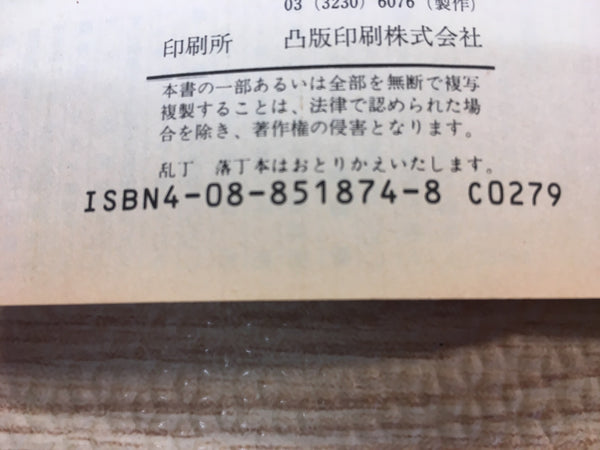 03 (3230) 6076 (製作)
印刷所　凸版印刷株式会社
本書の一部あるいは全部を無断で複写
複製することは、法律で認められた場
合を除き、著作権の侵害となります。
乱丁　落丁本はおとりかえいたします。
ISBN4-08-851874-8 C0279